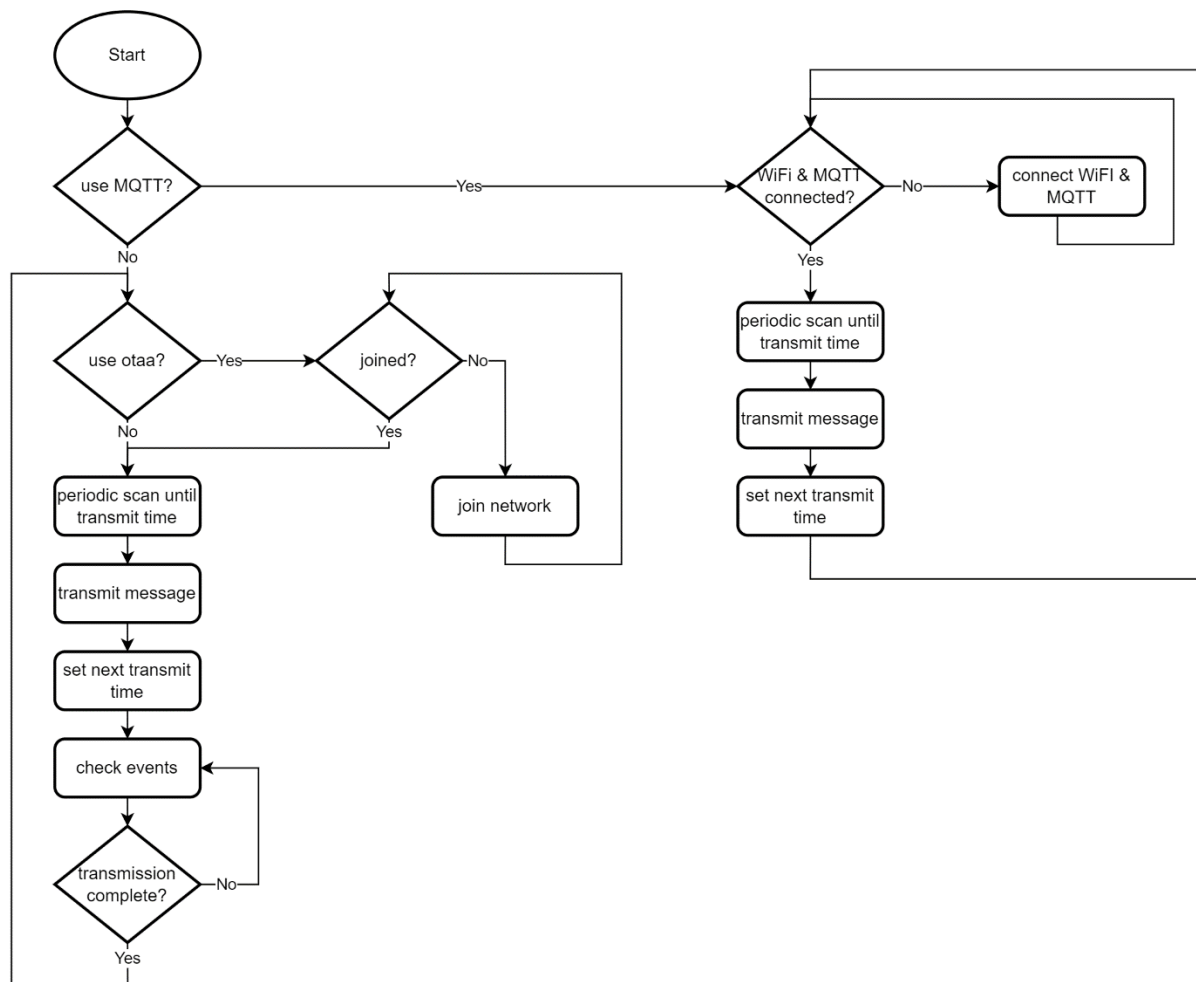 Start
use MQTT?
Yes
WiFi & MQTT
connected?
No
connect WiFI &
MQTT
No
Yes
use otaa?
Yes
joined?
No
periodic scan until
transmit time
No
Yes
transmit message
periodic scan until
transmit time
join network
set next transmit
time
transmit message
set next transmit
time
check events
transmission
complete?
No
Yes